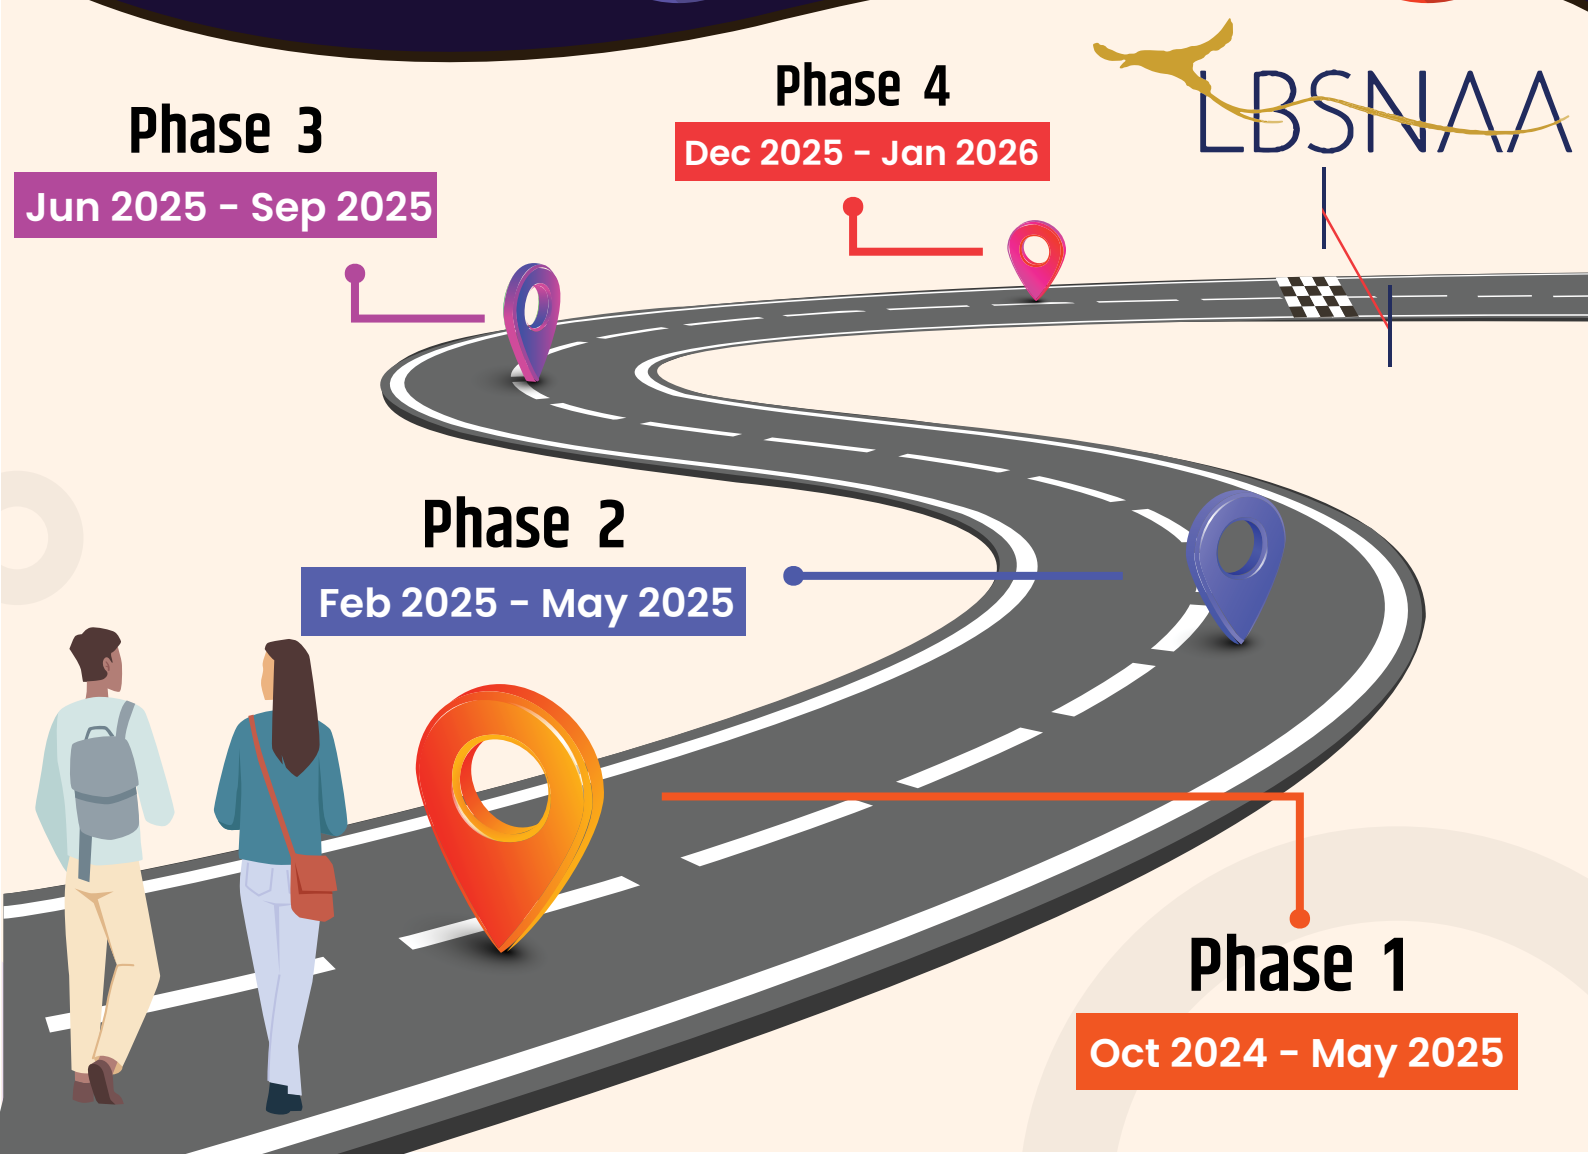 Phase 4
LBSNAA
Phase 3
Dec 2025 - Jan 2026
Jun 2025 - Sep 2025
Phase 2
Feb 2025 - May 2025
Phase 1
Oct 2024 - May 2025